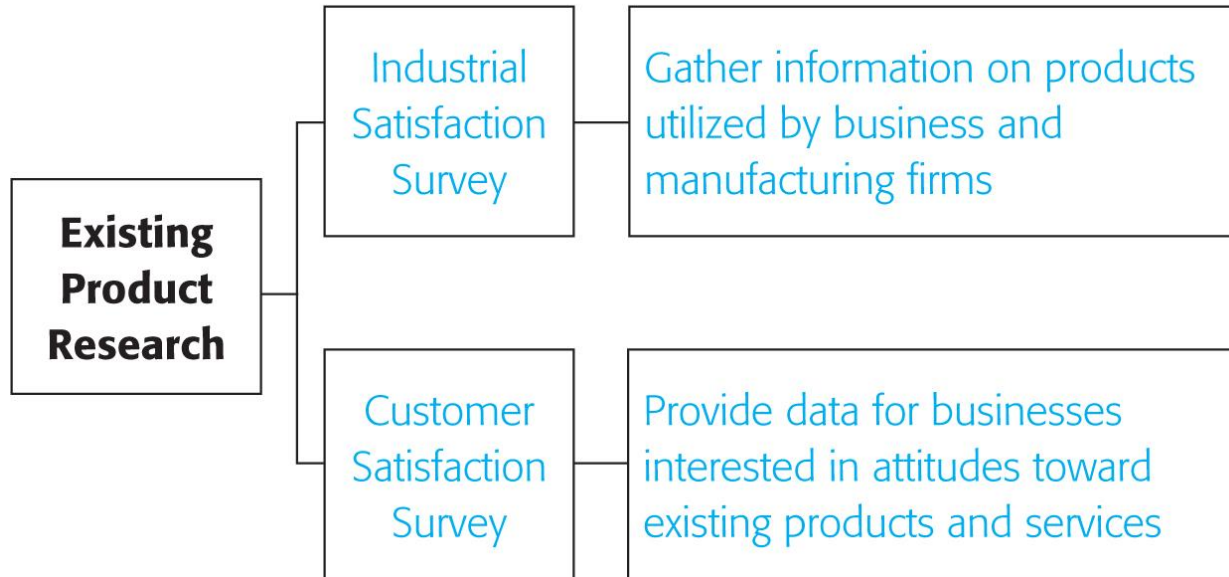 Existing
Product
Research
Industrial
Satisfaction
Survey
Gather information on products
utilized by business and
manufacturing firms
Customer
Satisfaction
Survey
Provide data for businesses
interested in attitudes toward
existing products and services